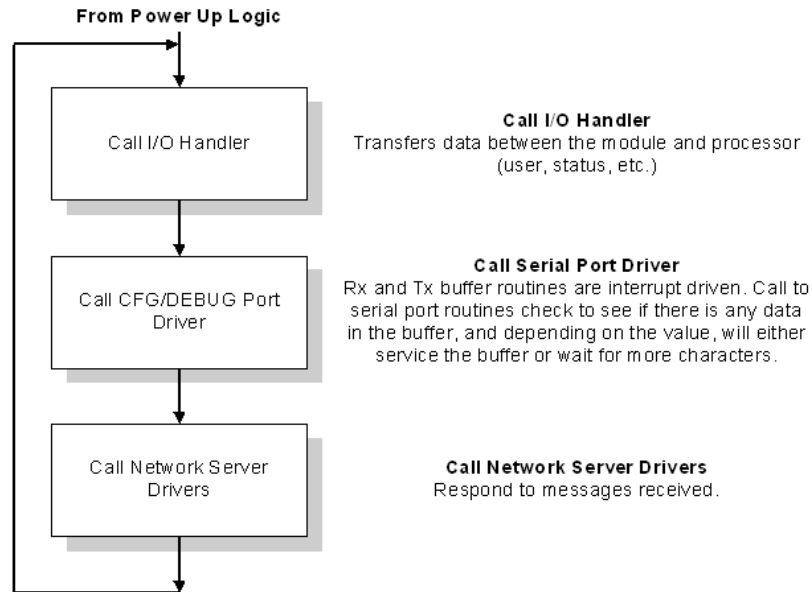 From Power Up Logic
Call I/O Handler
Call I/O Handler
Transfers data between the module and processor
(user, status, etc.)
Call CFG/DEBUG Port
Driver
Call Serial Port Driver
Rx and Tx buffer routines are interrupt driven. Call to
serial port routines check to see if there is any data
in the buffer, and depending on the value, will either
service the buffer or wait for more characters.
Call Network Server
Drivers
Call Network Server Drivers
Respond to messages received.